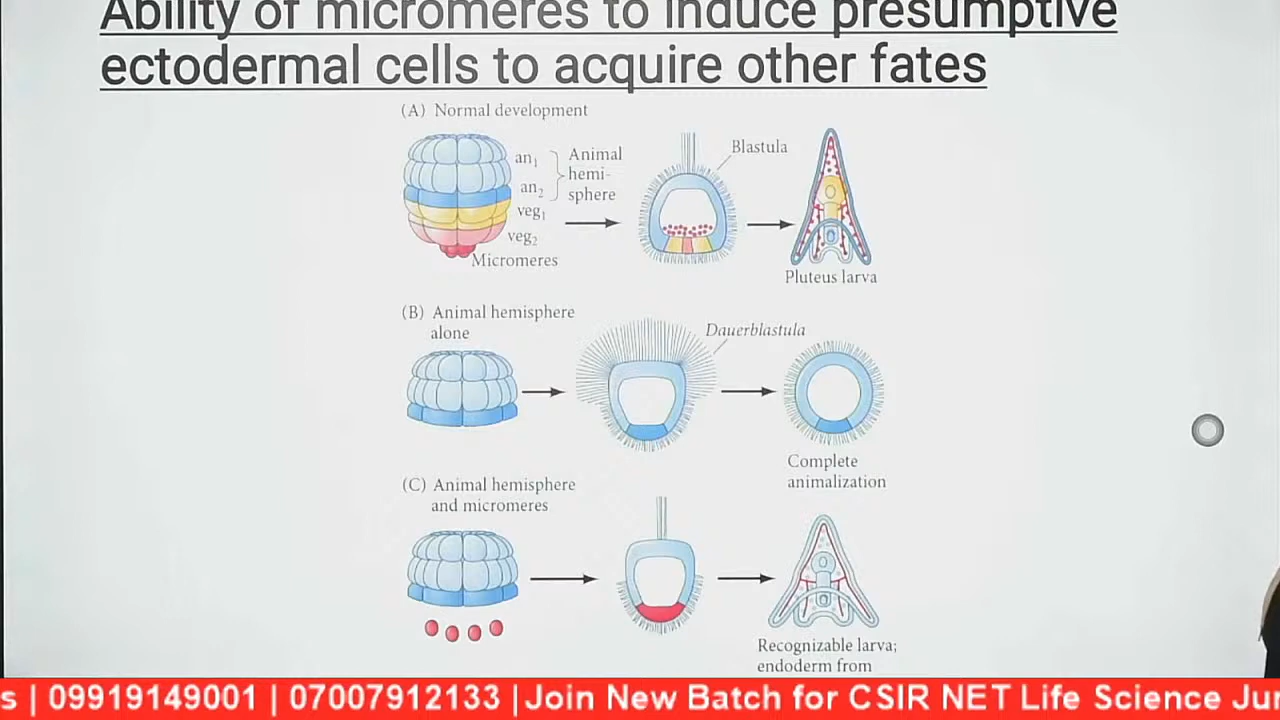 Ability of micromeres to induce presumptive
ectodermal cells to acquire other fates
(A) Normal development
an1
Animal
hemi-
sphere
an2
veg1
veg2
Micromeres
Blastula
Pluteus larva
(B) Animal hemisphere
alone
Dauerblastula
Complete
animalization
(C) Animal hemisphere
and micromeres
Recognizable larva;
endoderm from
s | 09919149001 | 07007912133 | Join New Batch for CSIR NET Life Science Jun